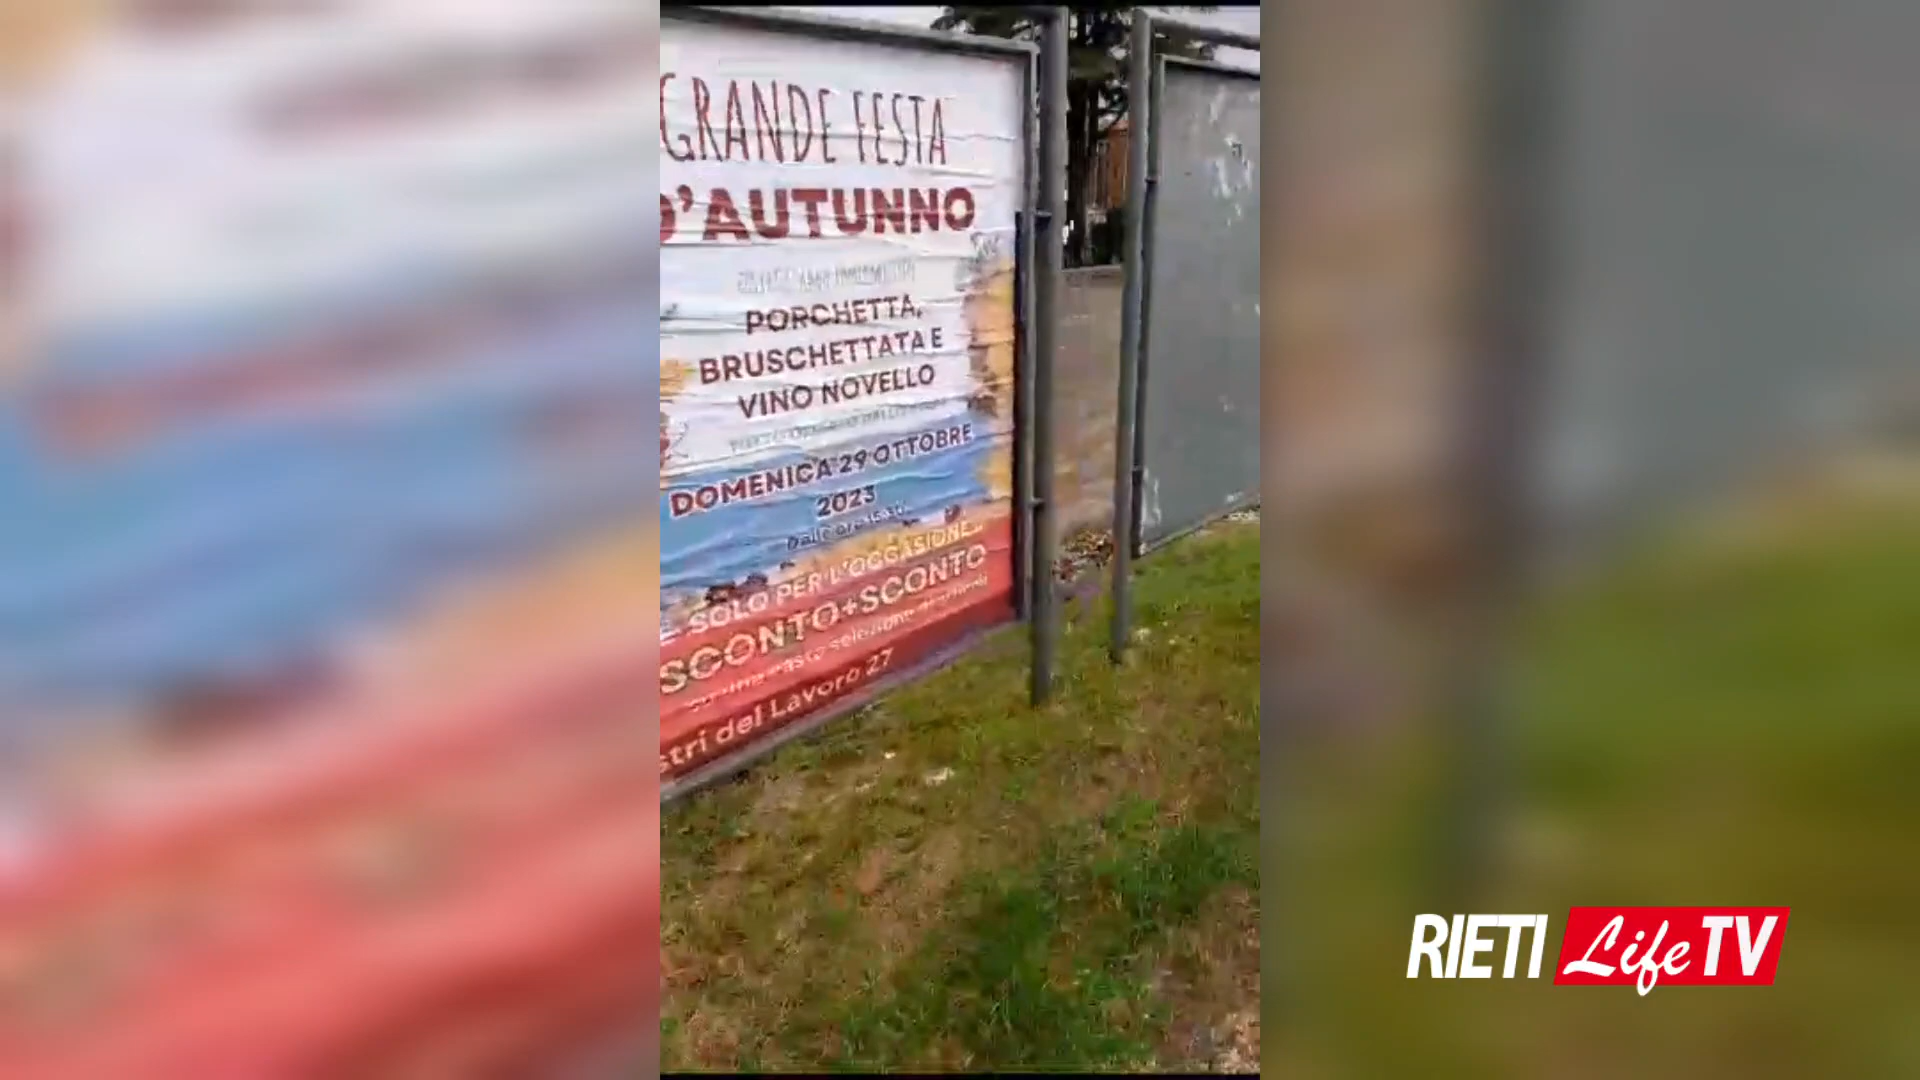 GRANDE FESTA
D'AUTUNNO
PORCHETTA,
BRUSCHETTATA E
VINO NOVELLO
DOMENICA 29 OTTOBRE
2023
SOLO PER L'OCCASIONE...
SCONTO+SCONTO
stri del Lavoro 27
RIETI Life TV